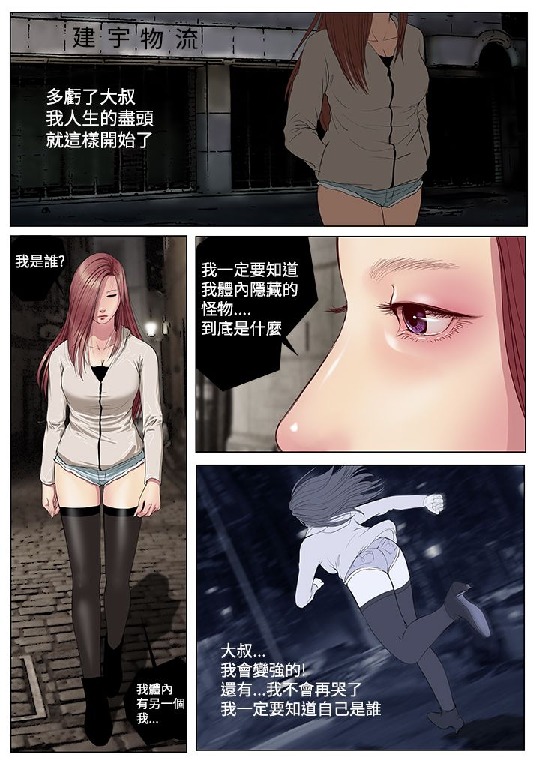 建宇物流
多虧了大叔
我人生的盡頭
就這樣開始了
我是誰?
我體內
有另一個
我...
我一定要知道
我體內隱藏的
怪物....
到底是什麼
大叔...
我會變強的!
還有...我不會再哭了
我一定要知道自己是誰